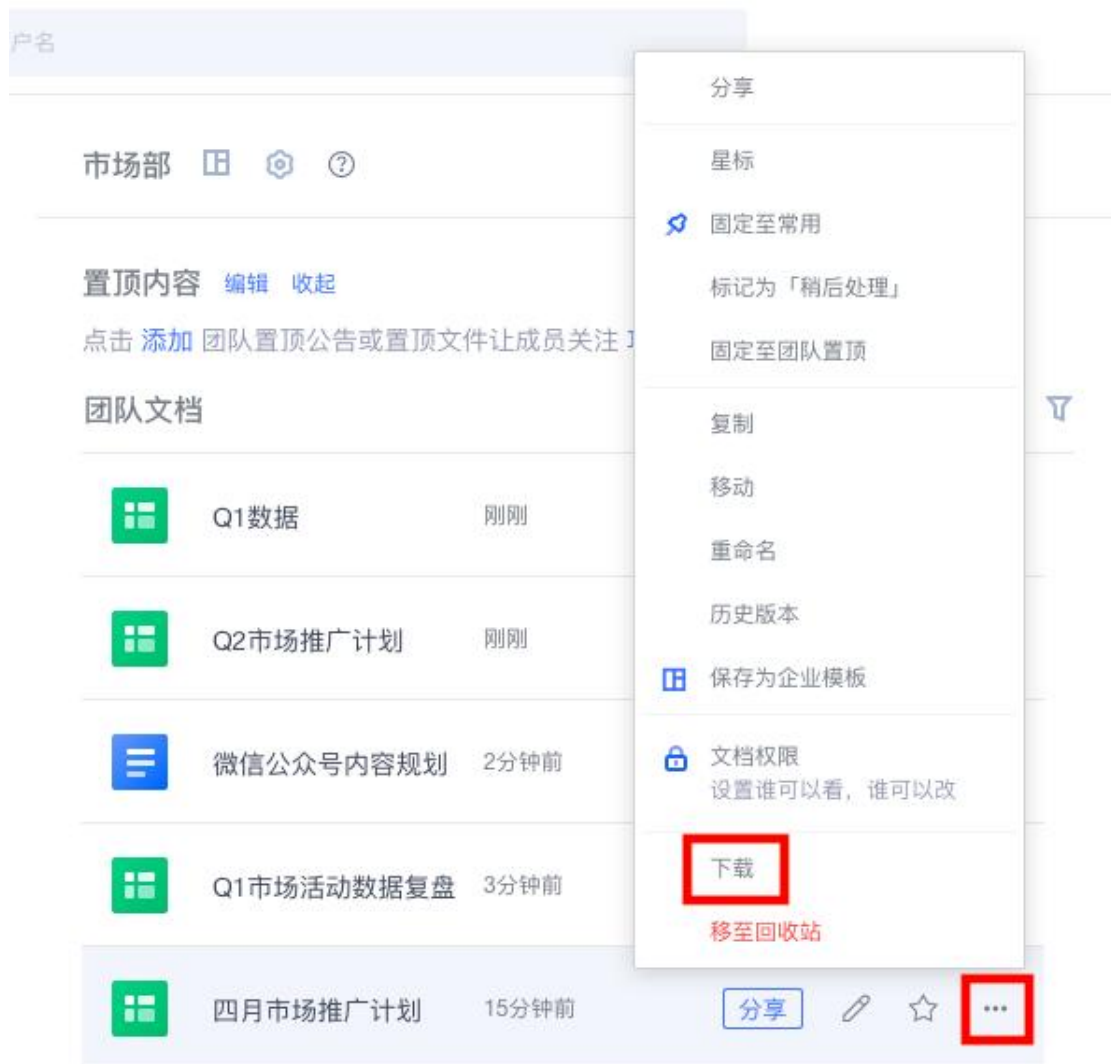 户名
市场部
置顶内容 编辑 收起
点击 添加 团队置顶公告或置顶文件让成员关注
团队文档
Q1数据 刚刚
Q2市场推广计划 刚刚
微信公众号内容规划 2分钟前
Q1市场活动数据复盘 3分钟前
四月市场推广计划 15分钟前 分享
分享
星标
固定至常用
标记为「稍后处理」
固定至团队置顶
复制
移动
重命名
历史版本
保存为企业模板
文档权限
设置谁可以看，谁可以改
下载
移至回收站